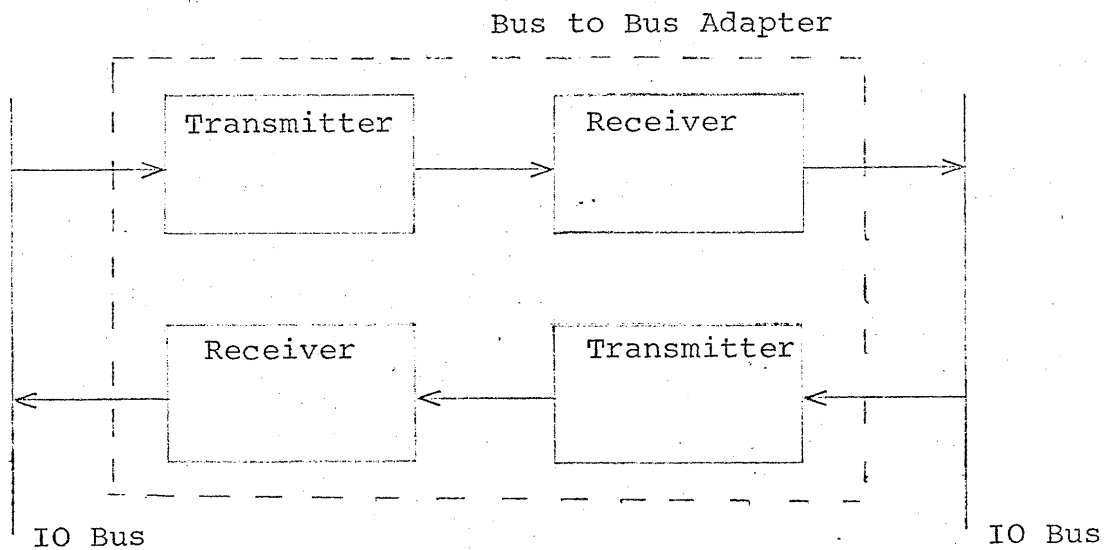 Bus to Bus Adapter
Transmitter
Receiver
Receiver
Transmitter
IO Bus
IO Bus